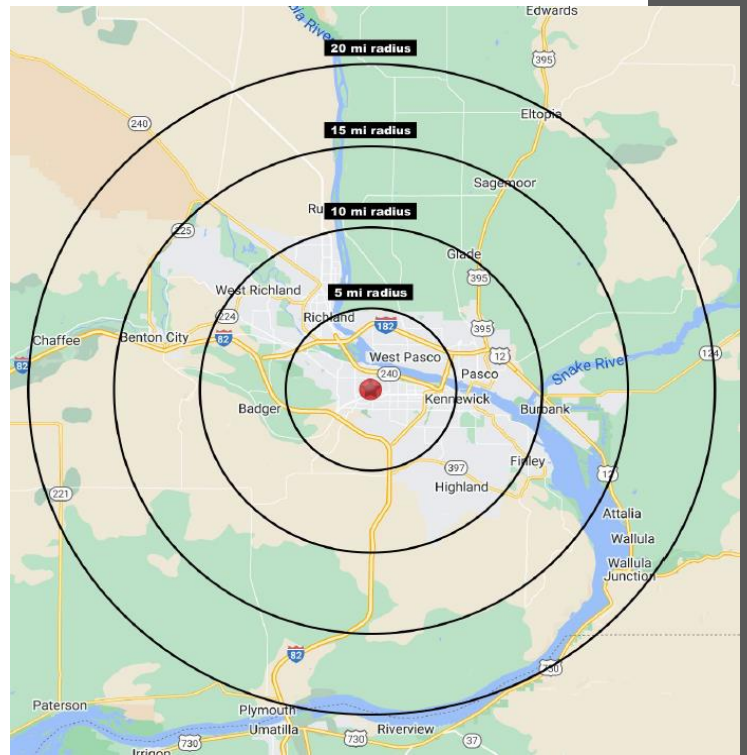 Edwards
20 mi radius
395
Eltopia
240
15 mi radius
Sagemoor
10 mi radius
225
Glade
395
West Richland
5 mi radius
224
Richland
182
395
Chaffee
Benton City
82
82
West Pasco
12
124
Snake River
240
Pasco
Kennewick
Badger
Burbank
397
Finley
Highland
12
221
Attalia
Wallula
Wallula
Junction
82
730
Paterson
Plymouth
Umatilla
Riverview
730
730
37